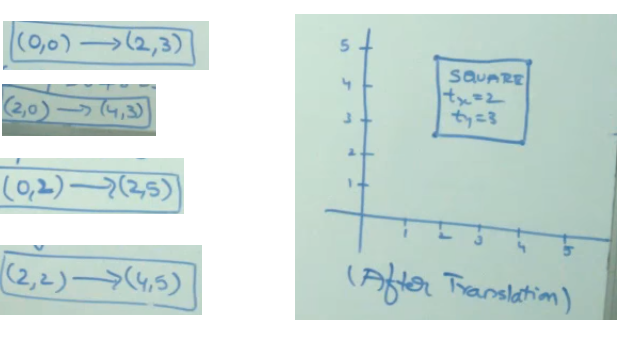 (0,0) → (2,3)
(2,0) → (4,3)
(0,2) → (2,5)
(2,2) → (4,5)
5
4
3
2
1
SQUARE
tx=2
ty=3
1 2 3 4 5
(After Translation)